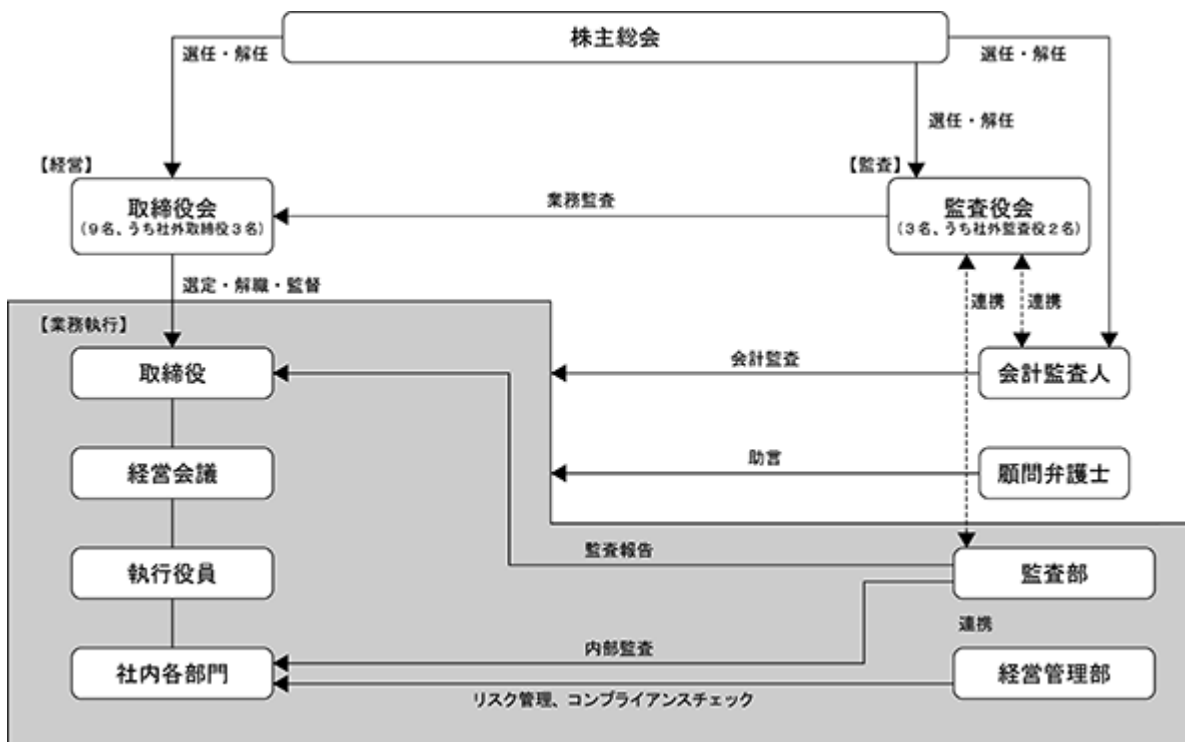 株主総会
選任・解任
選任・解任
選任・解任
【経営】
【監査】
取締役会
(9名、うち社外取締役3名)
業務監査
監査役会
(3名、うち社外監査役2名)
選定・解職・監督
連携
連携
【業務執行】
取締役
会計監査
会計監査人
経営会議
助言
顧問弁護士
監査報告
執行役員
監査部
連携
内部監査
社内各部門
経営管理部
リスク管理、コンプライアンスチェック